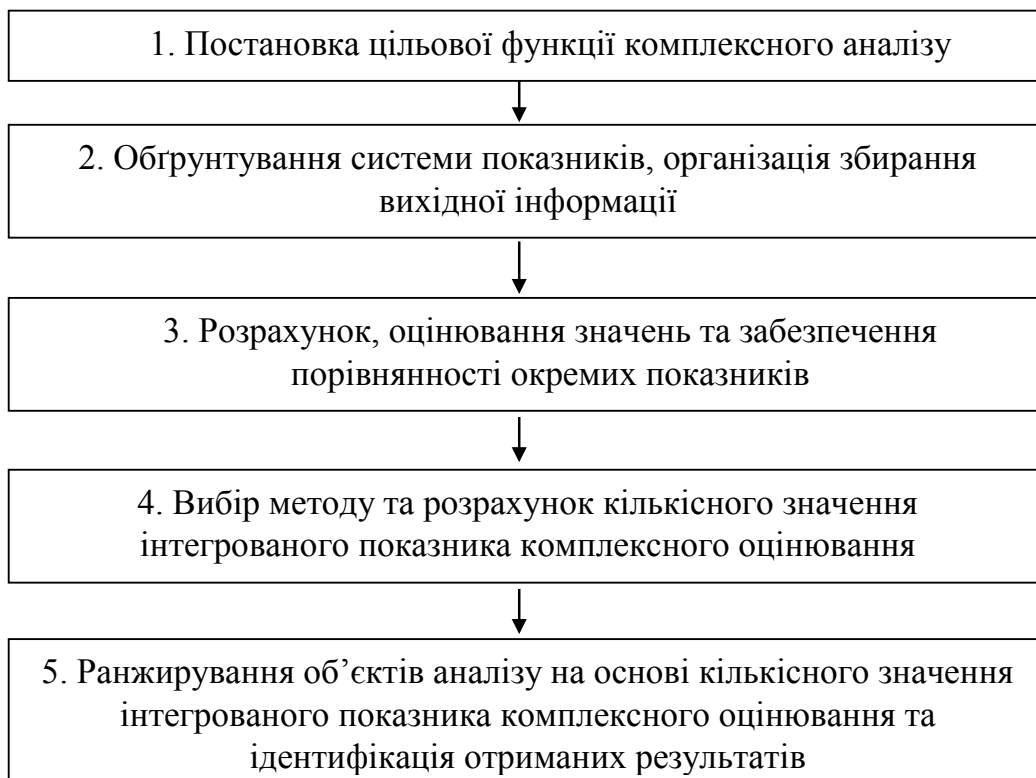 1. Постановка цільової функції комплексного аналізу
2. Обґрунтування системи показників, організація збирання
вихідної інформації
3. Розрахунок, оцінювання значень та забезпечення
порівнянності окремих показників
4. Вибір методу та розрахунок кількісного значення
інтегрованого показника комплексного оцінювання
5. Ранжирування об’єктів аналізу на основі кількісного значення
інтегрованого показника комплексного оцінювання та
ідентифікація отриманих результатів